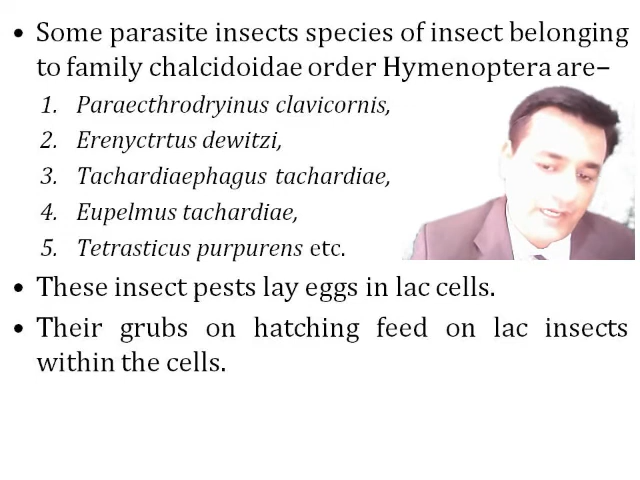 • Some parasite insects species of insect belonging
to family chalcidoidae order Hymenoptera are–
1. Paraecthrodryinus clavicornis,
2. Erenyctrtus dewitzi,
3. Tachardiaephagus tachardiae,
4. Eupelmus tachardiae,
5. Tetrasticus purpurens etc.
• These insect pests lay eggs in lac cells.
• Their grubs on hatching feed on lac insects
within the cells.